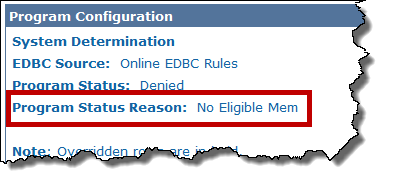 Program Configuration
System Determination
EDBC Source: Online EDBC Rules
Program Status: Denied
Program Status Reason: No Eligible Mem
Note: Overridden